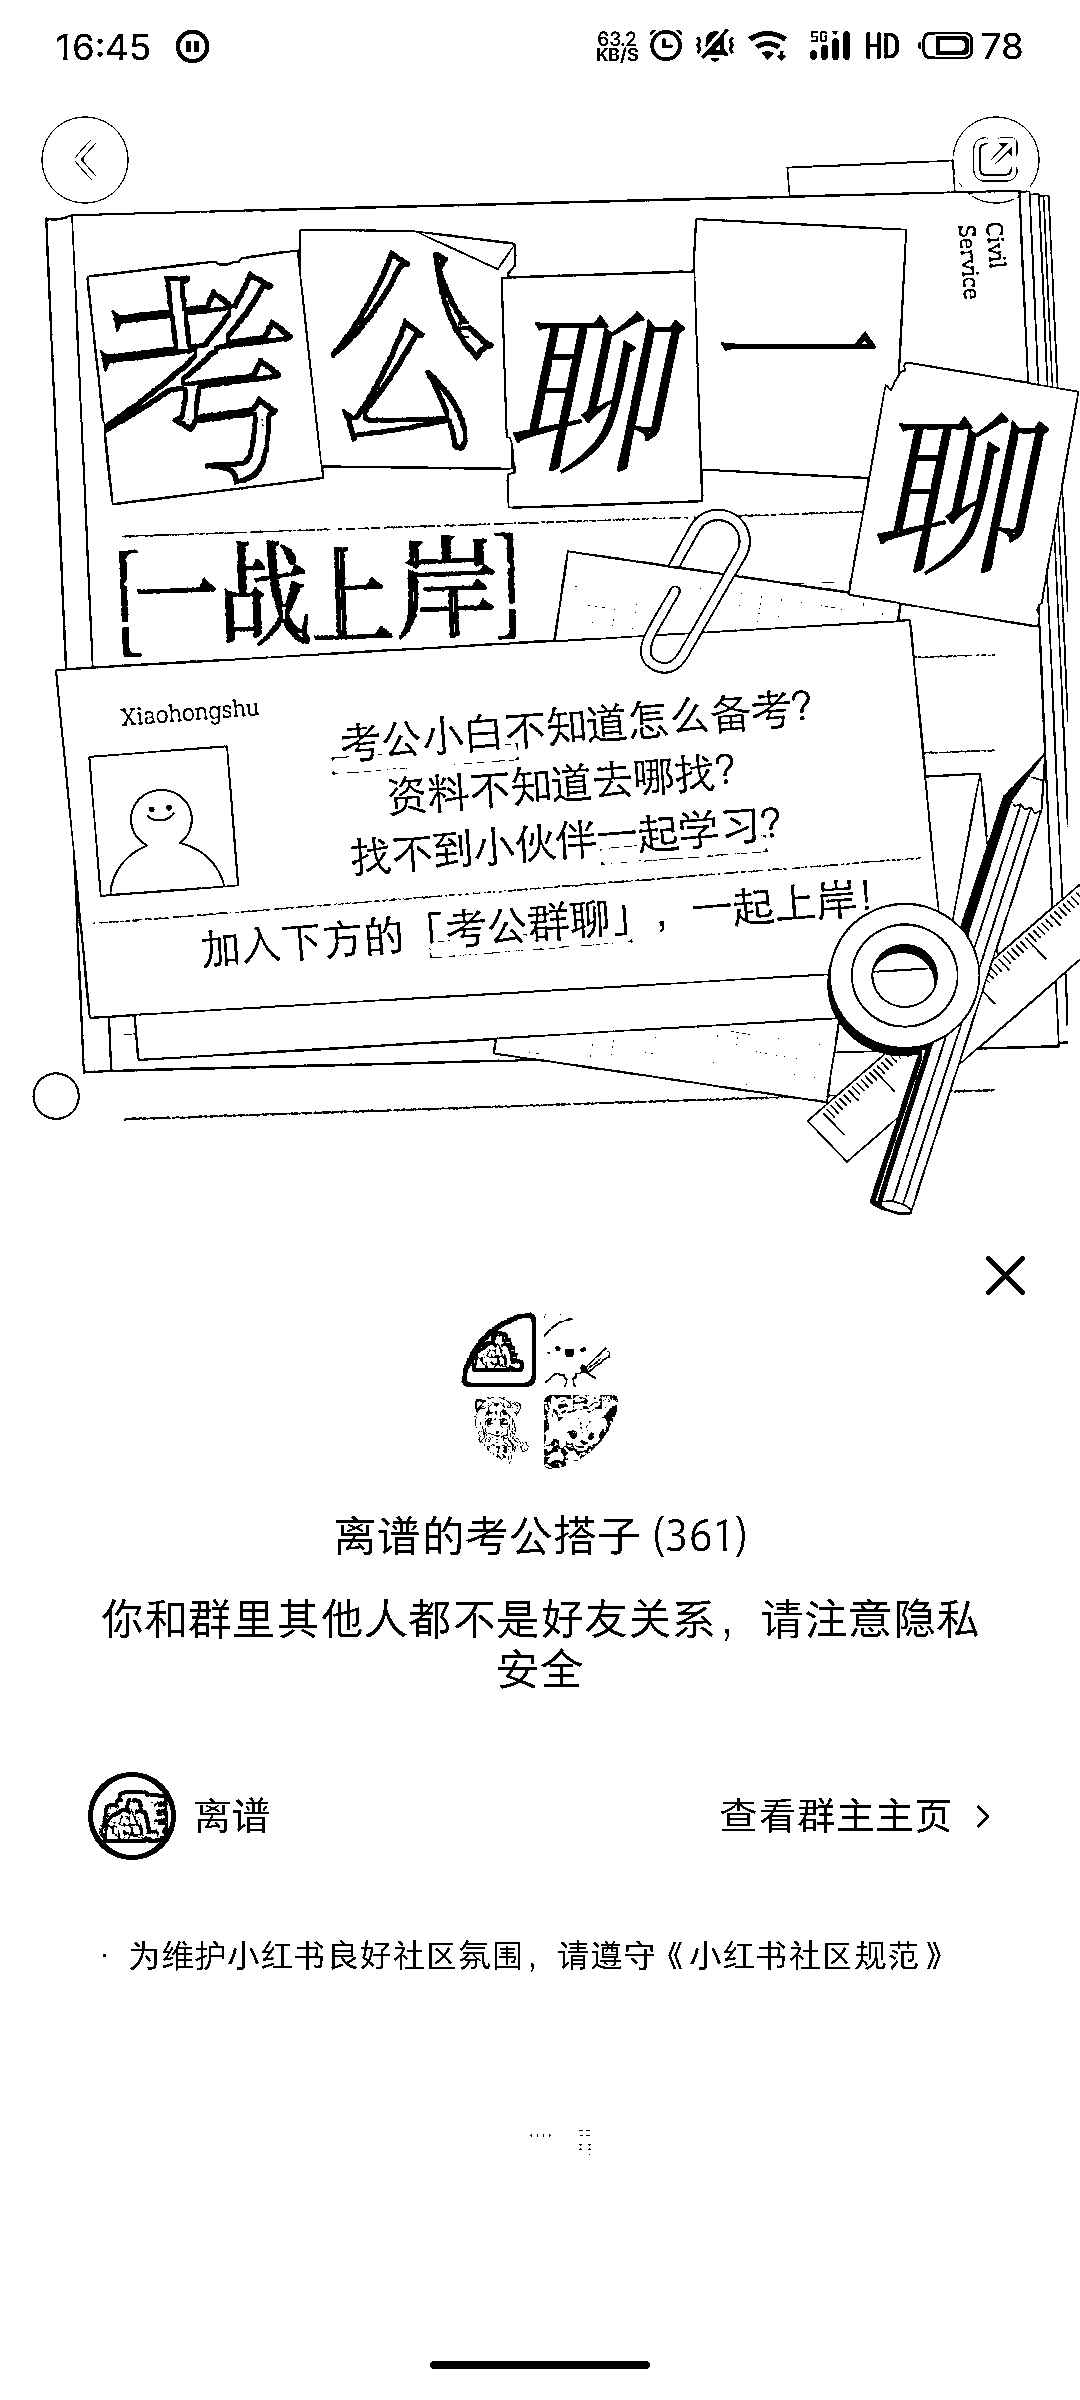 16:45
63.2 KB/S
5G
HD
78
Civil
Service
考公聊一聊
[一战上岸]
Xiaohongshu
考公小白不知道怎么备考?
资料不知道去哪找?
找不到小伙伴一起学习?
加入下方的「考公群聊」，一起上岸!
离谱的考公搭子 (361)
你和群里其他人都不是好友关系，请注意隐私
安全
离谱
查看群主主页 >
· 为维护小红书良好社区氛围，请遵守《小红书社区规范》